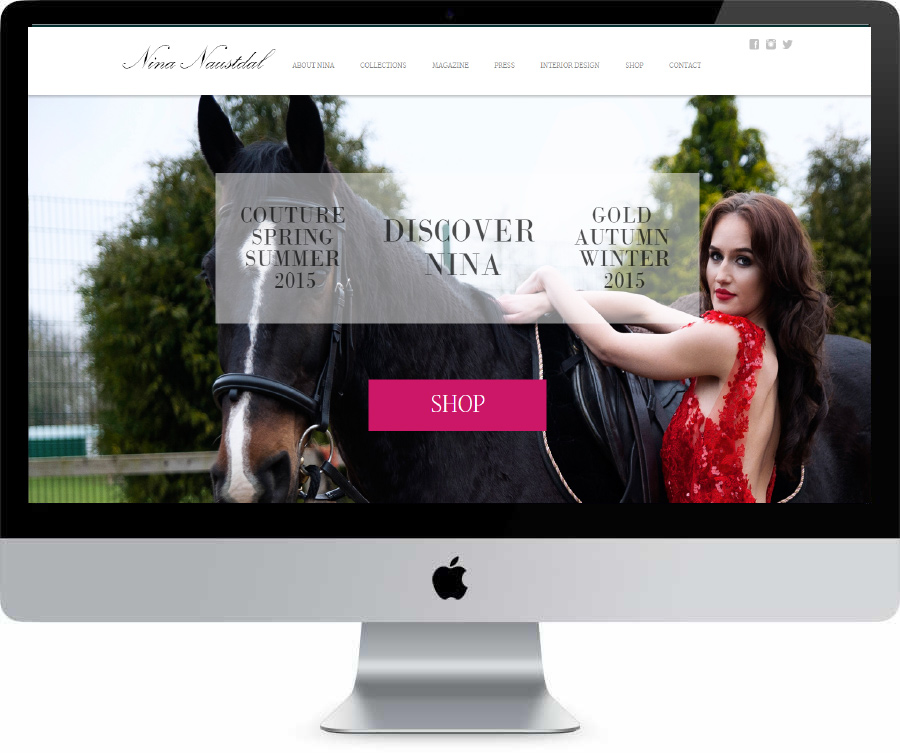 Nina Naustdal
ABOUT NINA COLLECTIONS MAGAZINE PRESS INTERIOR DESIGN SHOP CONTACT
COUTURE
SPRING
SUMMER
2015
DISCOVER
NINA
GOLD
AUTUMN
WINTER
2015
SHOP